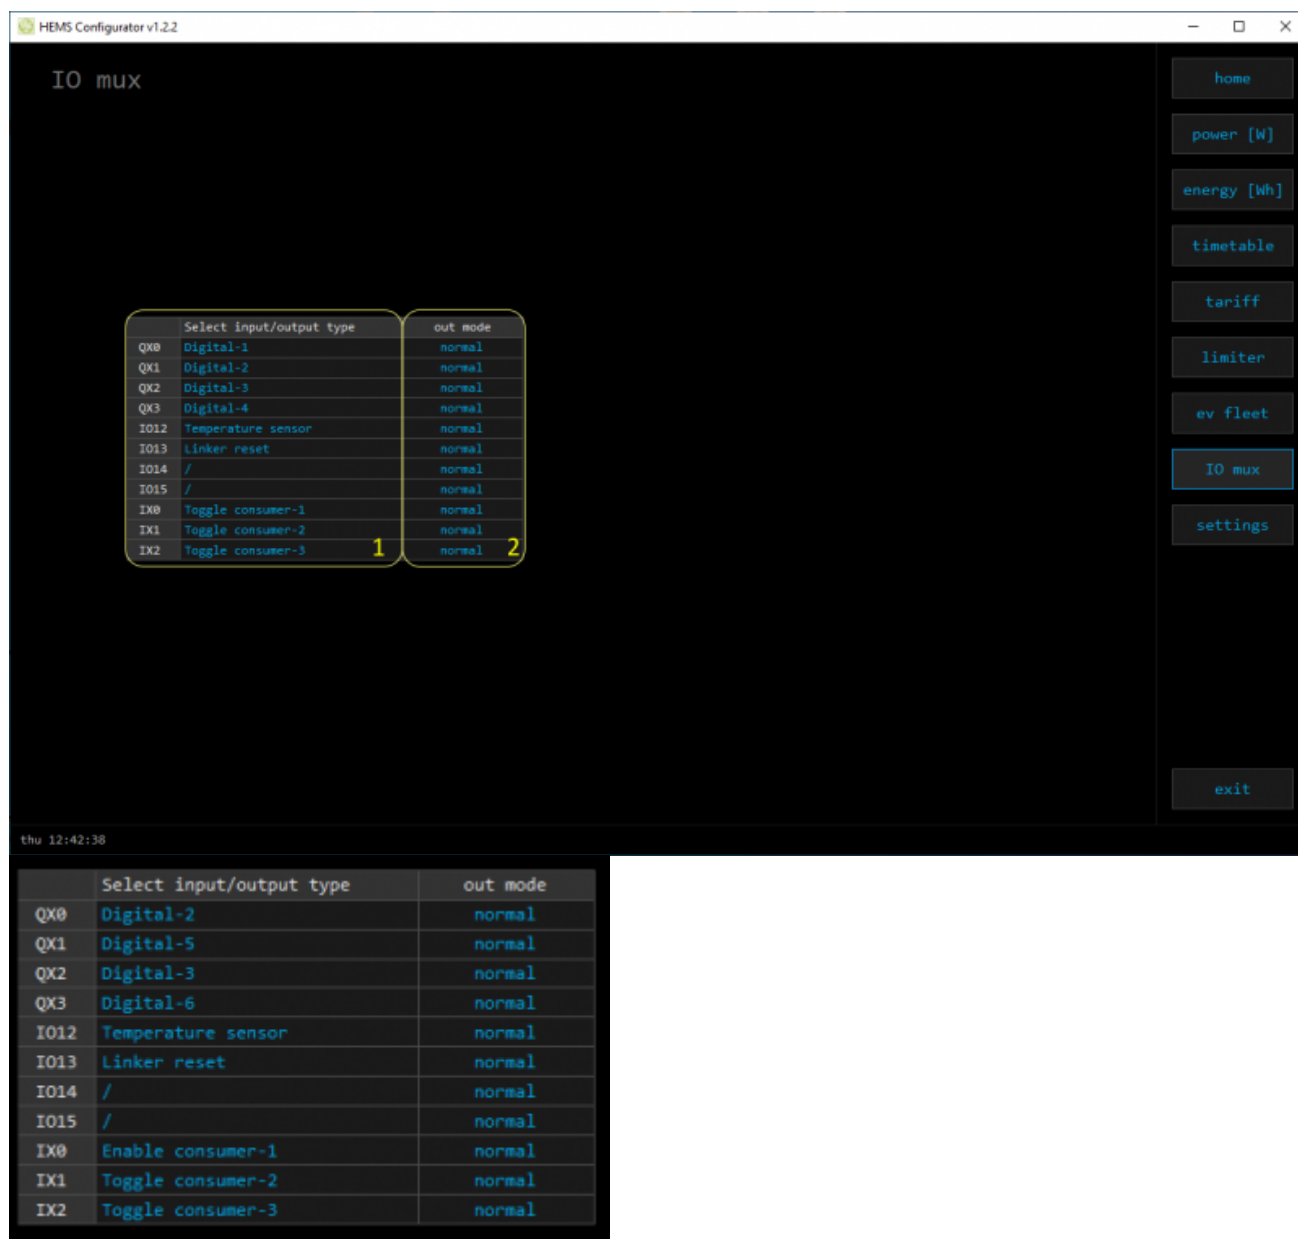 HEMS Configurator v1.2.2
IO mux
home
power [W]
energy [Wh]
timetable
tariff
limiter
ev fleet
IO mux
settings
exit
Select input/output type out mode
QX0 Digital-1 normal
QX1 Digital-2 normal
QX2 Digital-3 normal
QX3 Digital-4 normal
IO12 Temperature sensor normal
IO13 Linker reset normal
IO14 / normal
IO15 / normal
IX0 Toggle consumer-1 normal
IX1 Toggle consumer-2 normal
IX2 Toggle consumer-3 1 normal 2
thu 12:42:38
Select input/output type out mode
QX0 Digital-2 normal
QX1 Digital-5 normal
QX2 Digital-3 normal
QX3 Digital-6 normal
IO12 Temperature sensor normal
IO13 Linker reset normal
IO14 / normal
IO15 / normal
IX0 Enable consumer-1 normal
IX1 Toggle consumer-2 normal
IX2 Toggle consumer-3 normal